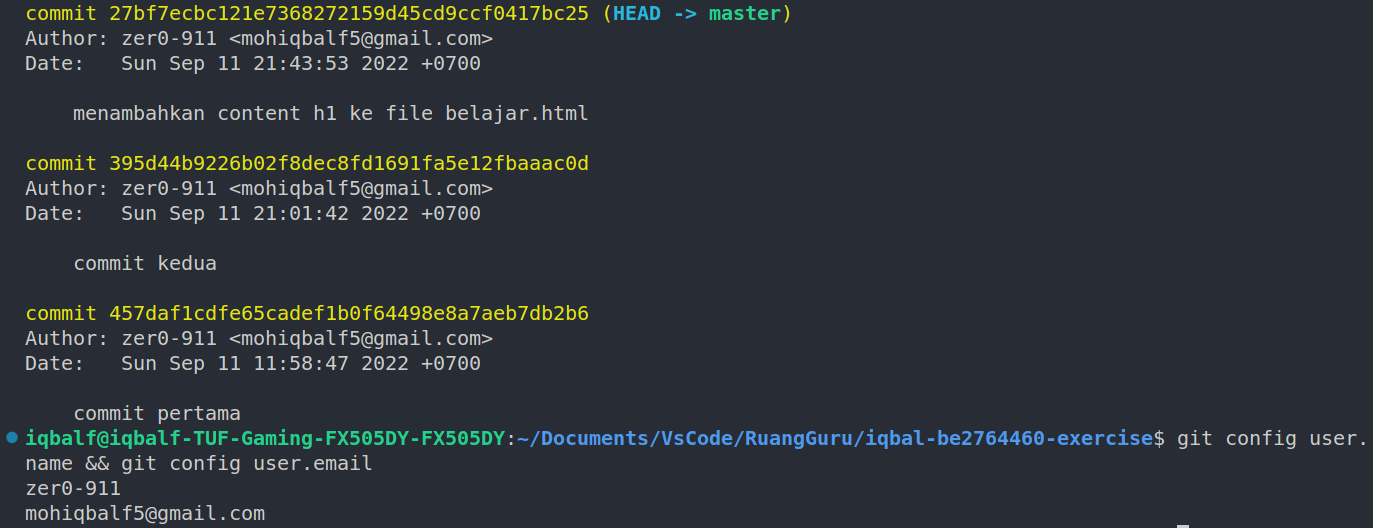 commit 27bf7ecbc121e7368272159d45cd9ccf0417bc25 (HEAD -> master)
Author: zer0-911 <mohiqbalf5@gmail.com>
Date:   Sun Sep 11 21:43:53 2022 +0700
    menambahkan content h1 ke file belajar.html
commit 395d44b9226b02f8dec8fd1691fa5e12fbaaac0d
Author: zer0-911 <mohiqbalf5@gmail.com>
Date:   Sun Sep 11 21:01:42 2022 +0700
    commit kedua
commit 457daf1cdfe65cadef1b0f64498e8a7aeb7db2b6
Author: zer0-911 <mohiqbalf5@gmail.com>
Date:   Sun Sep 11 11:58:47 2022 +0700
    commit pertama
iqbalf@iqbalf-TUF-Gaming-FX505DY-FX505DY:~/Documents/VsCode/RuangGuru/iqbal-be2764460-exercise$ git config user.
name && git config user.email
zer0-911
mohiqbalf5@gmail.com